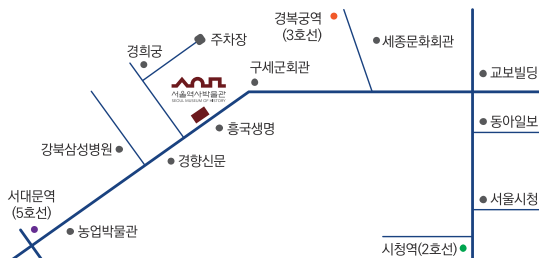 경복궁역
(3호선)
주차장
세종문화회관
경희궁
구세군회관
교보빌딩
서울역사박물관
SEOUL MUSEUM OF HISTORY
흥국생명
동아일보
강북삼성병원
경향신문
서대문역
(5호선)
서울시청
농업박물관
시청역(2호선)